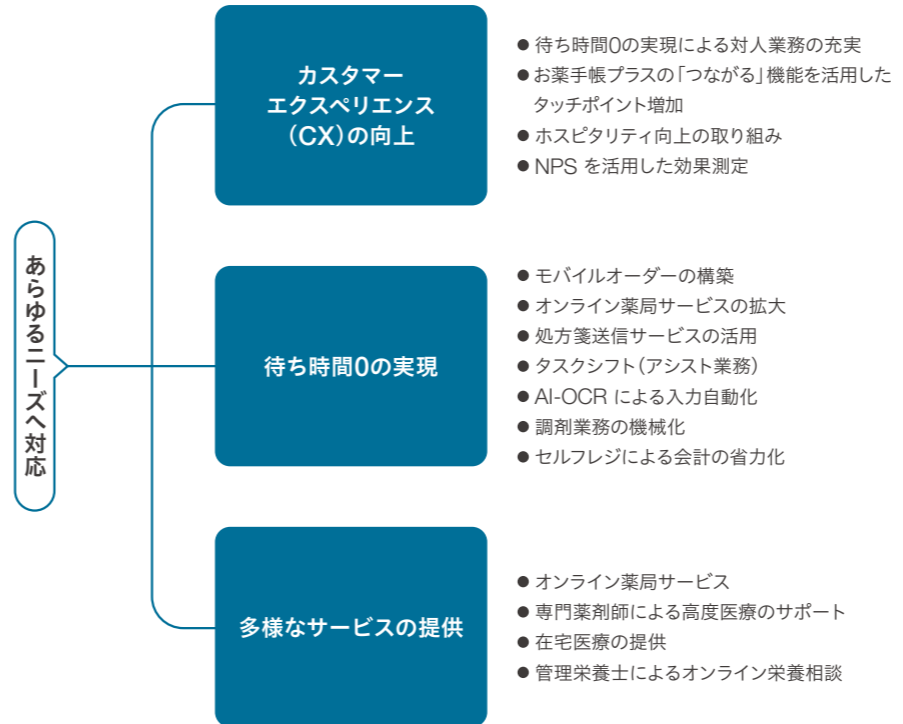 あらゆるニーズへ対応
カスタマー
エクスペリエンス
(CX)の向上
● 待ち時間0の実現による対人業務の充実
● お薬手帳プラスの「つながる」機能を活用した
タッチポイント増加
● ホスピタリティ向上の取り組み
● NPS を活用した効果測定
待ち時間0の実現
● モバイルオーダーの構築
● オンライン薬局サービスの拡大
● 処方箋送信サービスの活用
● タスクシフト(アシスト業務)
● AI-OCR による入力自動化
● 調剤業務の機械化
● セルフレジによる会計の省力化
多様なサービスの提供
● オンライン薬局サービス
● 専門薬剤師による高度医療のサポート
● 在宅医療の提供
● 管理栄養士によるオンライン栄養相談